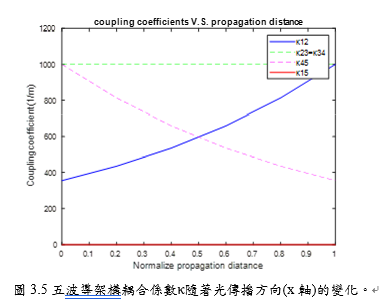 coupling coefficients V.S. propagation distance
1200
1000
800
600
400
200
0
Coupling coefficient(1/m)
κ12
κ23=κ34
κ45
κ15
0 0.1 0.2 0.3 0.4 0.5 0.6 0.7 0.8 0.9 1
Normalize propagation diatance
圖 3.5 五波導架構耦合係數κ隨著光傳播方向(x 軸)的變化。↵